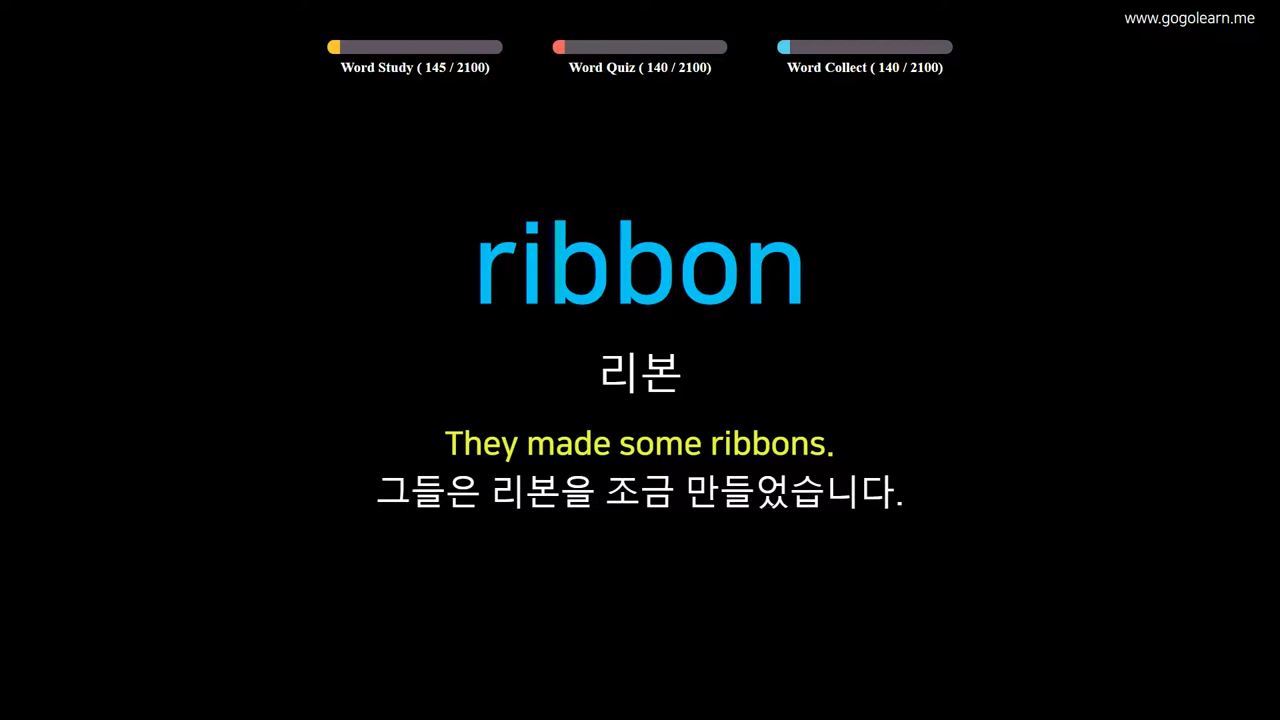 www.gogolearn.me
Word Study ( 145 / 2100)
Word Quiz ( 140 / 2100)
Word Collect ( 140 / 2100)
ribbon
리본
They made some ribbons.
그들은 리본을 조금 만들었습니다.